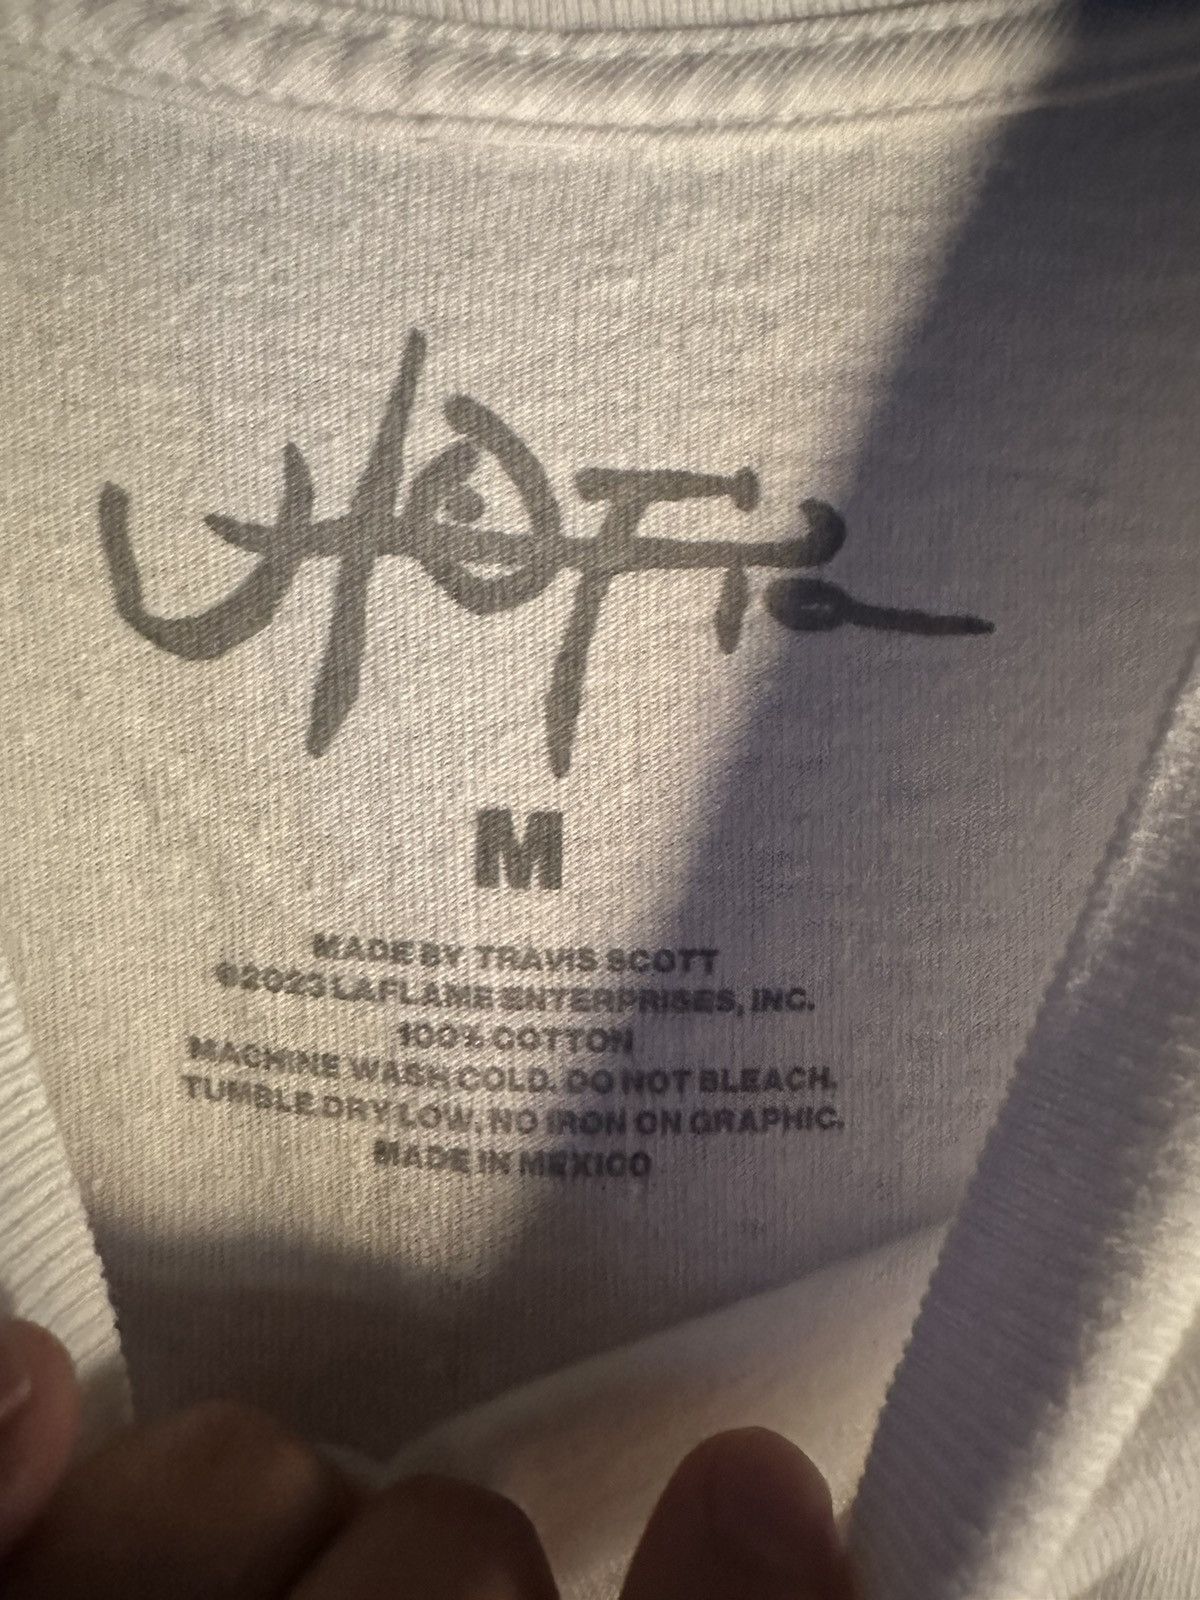 UTOPIA
M
MADE BY TRAVIS SCOTT
©2023 LAFLAME ENTERPRISES, INC.
100% COTTON
MACHINE WASH COLD. DO NOT BLEACH.
TUMBLE DRY LOW. NO IRON ON GRAPHIC.
MADE IN MEXICO